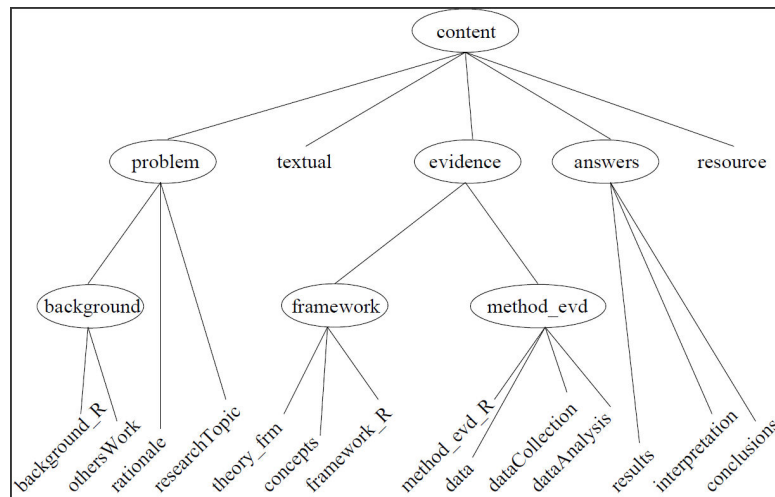 content
problem
textual
evidence
answers
resource
background
framework
method_evd
background_R
othersWork
rationale
researchTopic
theory_frm
concepts
framework_R
method_evd_R
data
dataCollection
dataAnalysis
results
interpretation
conclusions